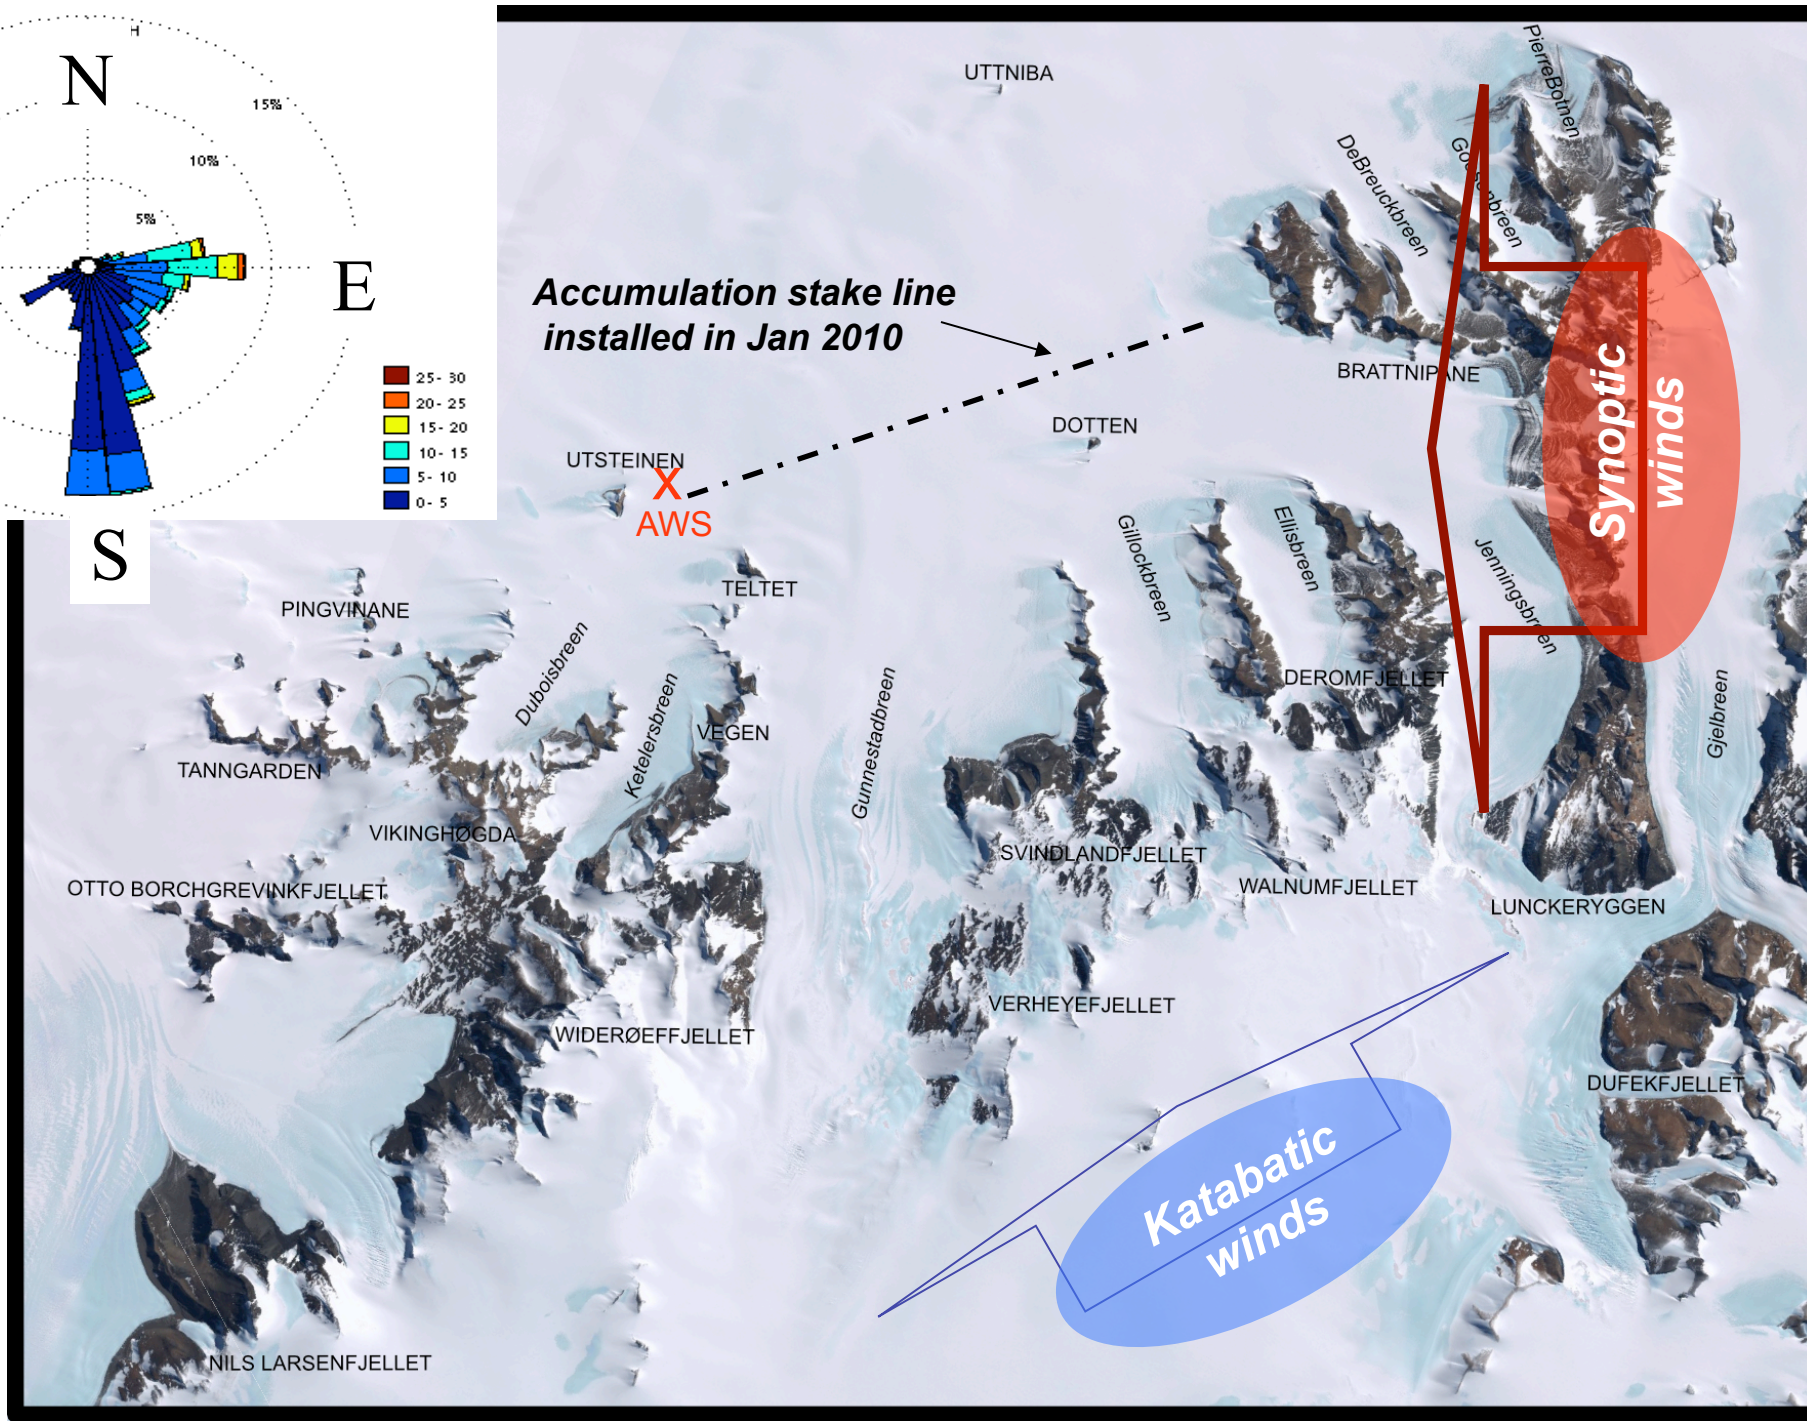 H
N
15%
10%
5%
E
25- 30
20- 25
15- 20
10- 15
5- 10
0- 5
S
UTTNIBA
PierreBotnen
DeBreuckbreen
Accumulation stake line
installed in Jan 2010
BRATTNIPANE
Synoptic
winds
DOTTEN
UTSTEINEN
X
AWS
Gillockbreen
Ellisbreen
Jenningsbreen
TELTET
PINGVINANE
Duboisbreen
Ketelersbreen
VEGEN
Gunnestadbreen
DEROMFJELLET
Gjelbreen
TANNGARDEN
VIKINGHØGDA
SVINDLANDFJELLET
OTTO BORCHGREVINKFJELLET
WALNUMFJELLET
LUNCKERYGGEN
VERHEYEFJELLET
WIDERØEFFJELLET
DUFEKFJELLET
Katabatic
winds
NILS LARSENFJELLET